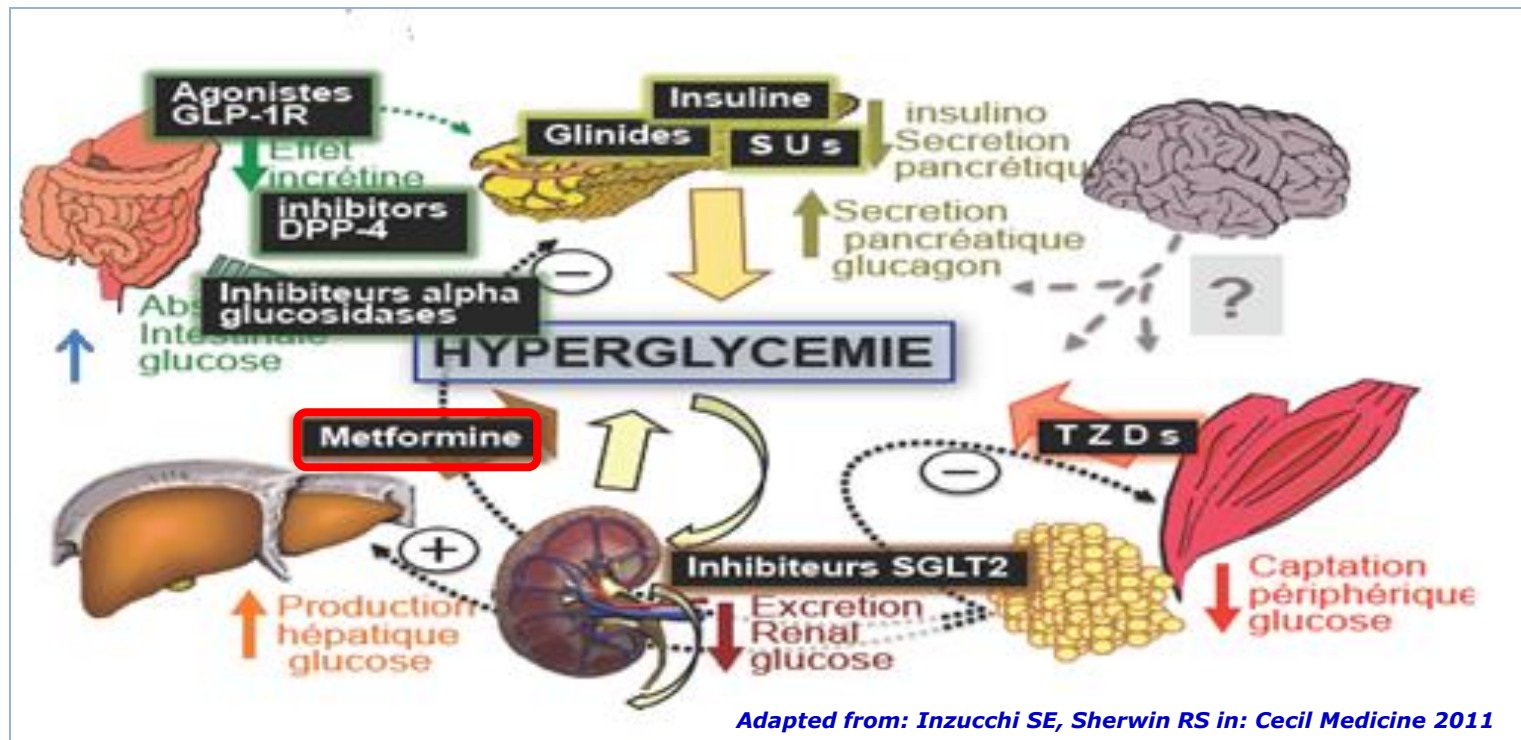 Agonistes
GLP-1R
Effet
incrétine
inhibitors
DPP-4
Insuline
Glinides
S U s
insulino
Secretion
pancrétiqu
Secretion
pancréatique
glucagon
−
?
Inhibiteurs alpha
glucosidases
Abs
Intestinale
glucose
HYPERGLYCEMIE
Metformine
T Z D s
−
+
Inhibiteurs SGLT2
Production
hépatique
glucose
Excretion
Renal
glucose
Captation
périphérique
glucose
Adapted from: Inzucchi SE, Sherwin RS in: Cecil Medicine 2011